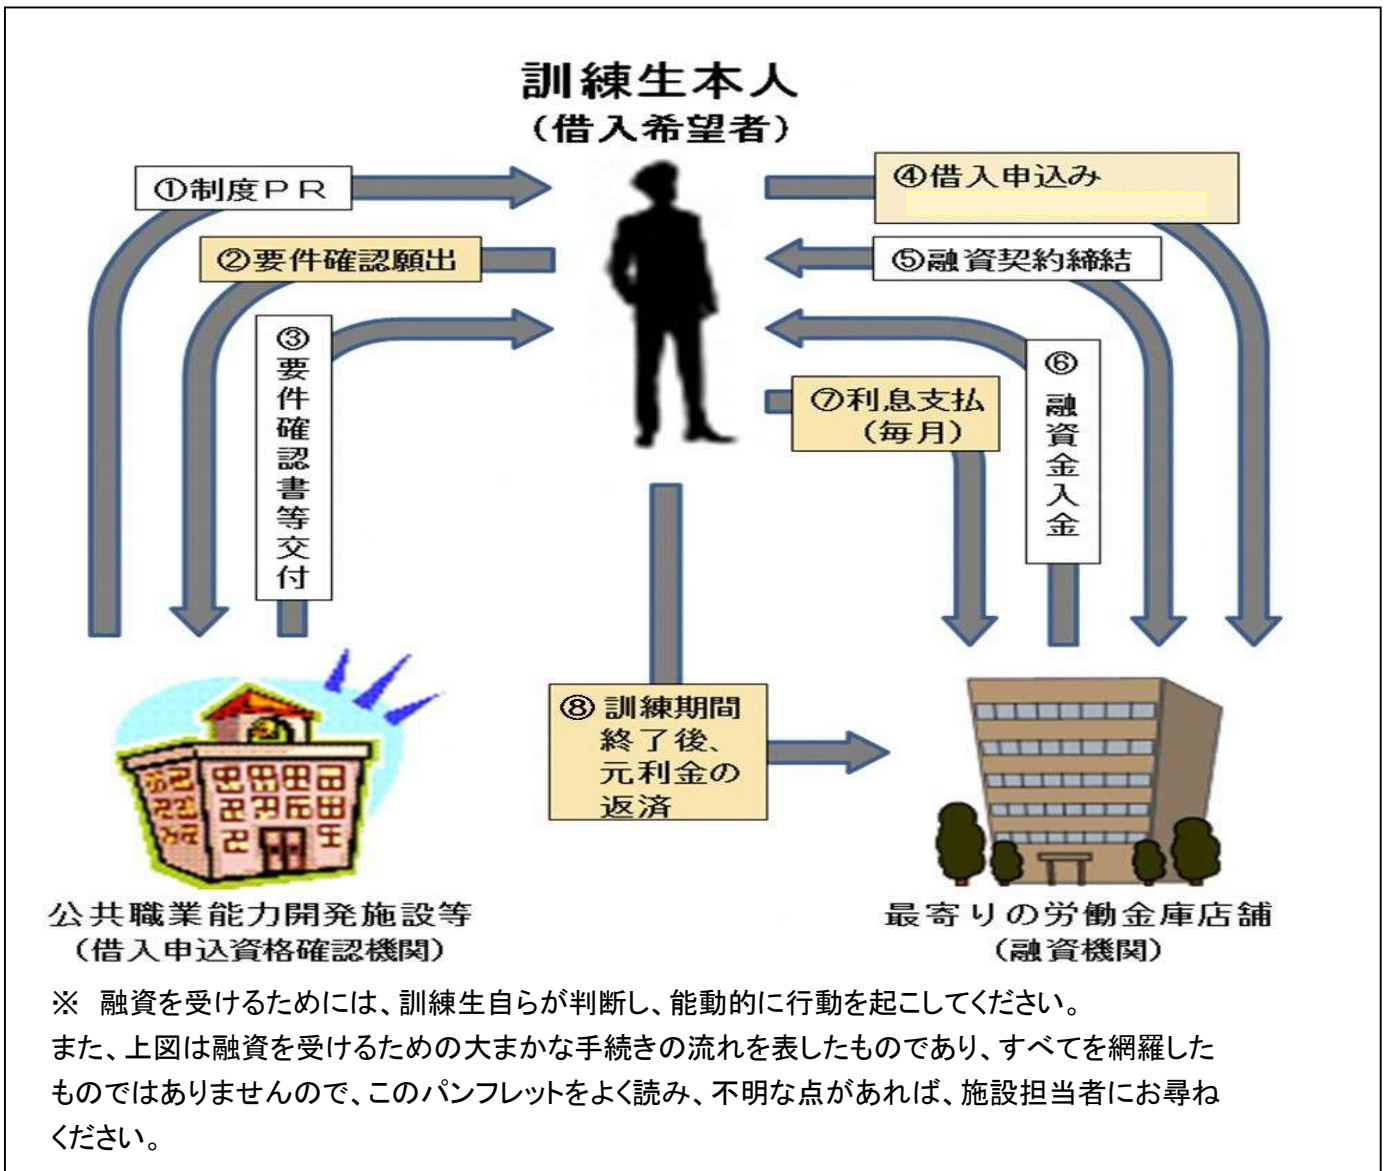 訓練生本人
（借入希望者）
①制度ＰＲ
②要件確認願出
③要件確認書等交付
④借入申込み
⑤融資契約締結
⑥融資金入金
⑦利息支払
（毎月）
⑧訓練期間
終了後、
元利金の
返済
公共職業能力開発施設等
（借入申込資格確認機関）
最寄りの労働金庫店舗
（融資機関）
※　融資を受けるためには、訓練生自らが判断し、能動的に行動を起こしてください。
また、上図は融資を受けるための大まかな手続きの流れを表したものであり、すべてを網羅した
ものではありませんので、このパンフレットをよく読み、不明な点があれば、施設担当者にお尋ね
ください。